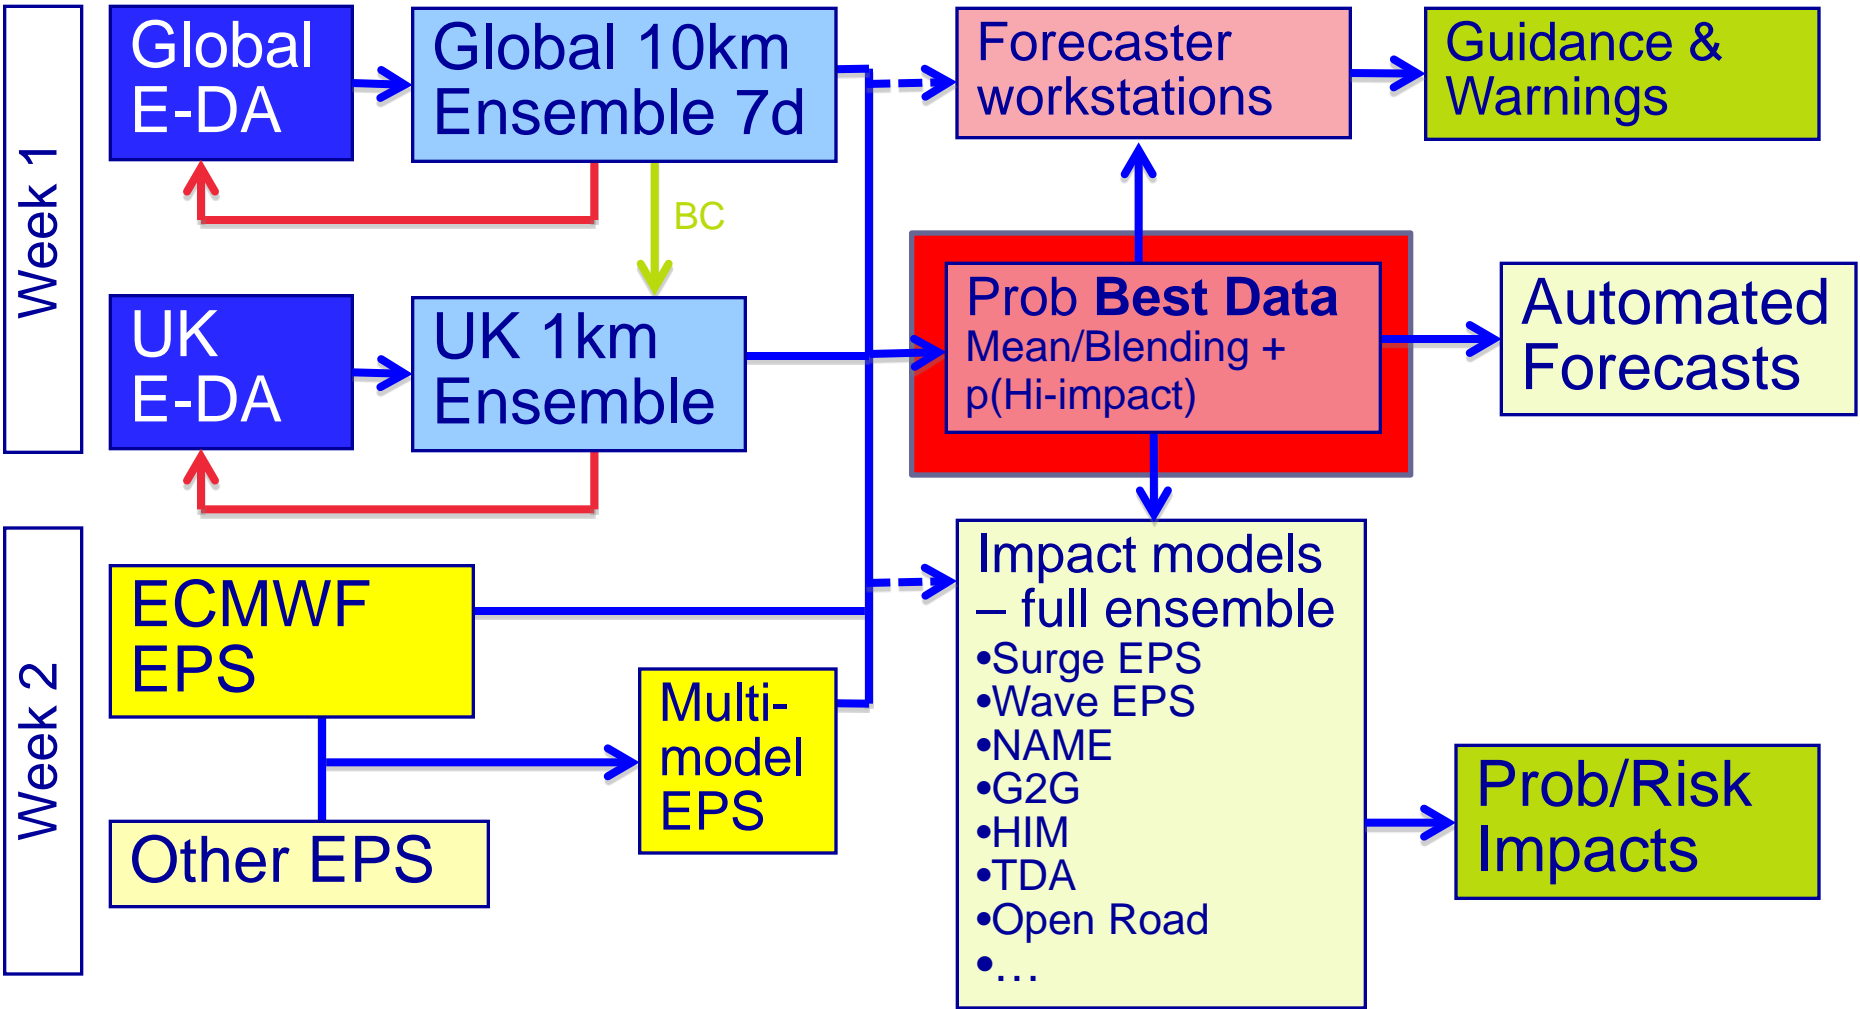 Week 1
Global
E-DA
Global 10km
Ensemble 7d
Forecaster
workstations
Guidance &
Warnings
BC
UK
E-DA
UK 1km
Ensemble
Prob Best Data
Mean/Blending +
p(Hi-impact)
Automated
Forecasts
Week 2
ECMWF
EPS
Multi-
model
EPS
Other EPS
Impact models
– full ensemble
•Surge EPS
•Wave EPS
•NAME
•G2G
•HIM
•TDA
•Open Road
•…
Prob/Risk
Impacts